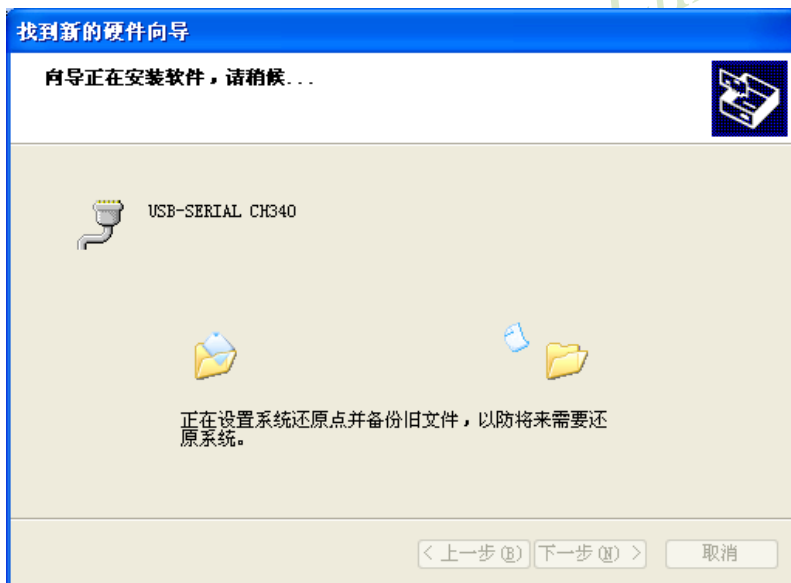 找到新的硬件向导
向导正在安装软件，请稍候...
USB-SERIAL CH340
正在设置系统还原点并备份旧文件，以防将来需要还
原系统。
< 上一步(B) 下一步(N) > 取消